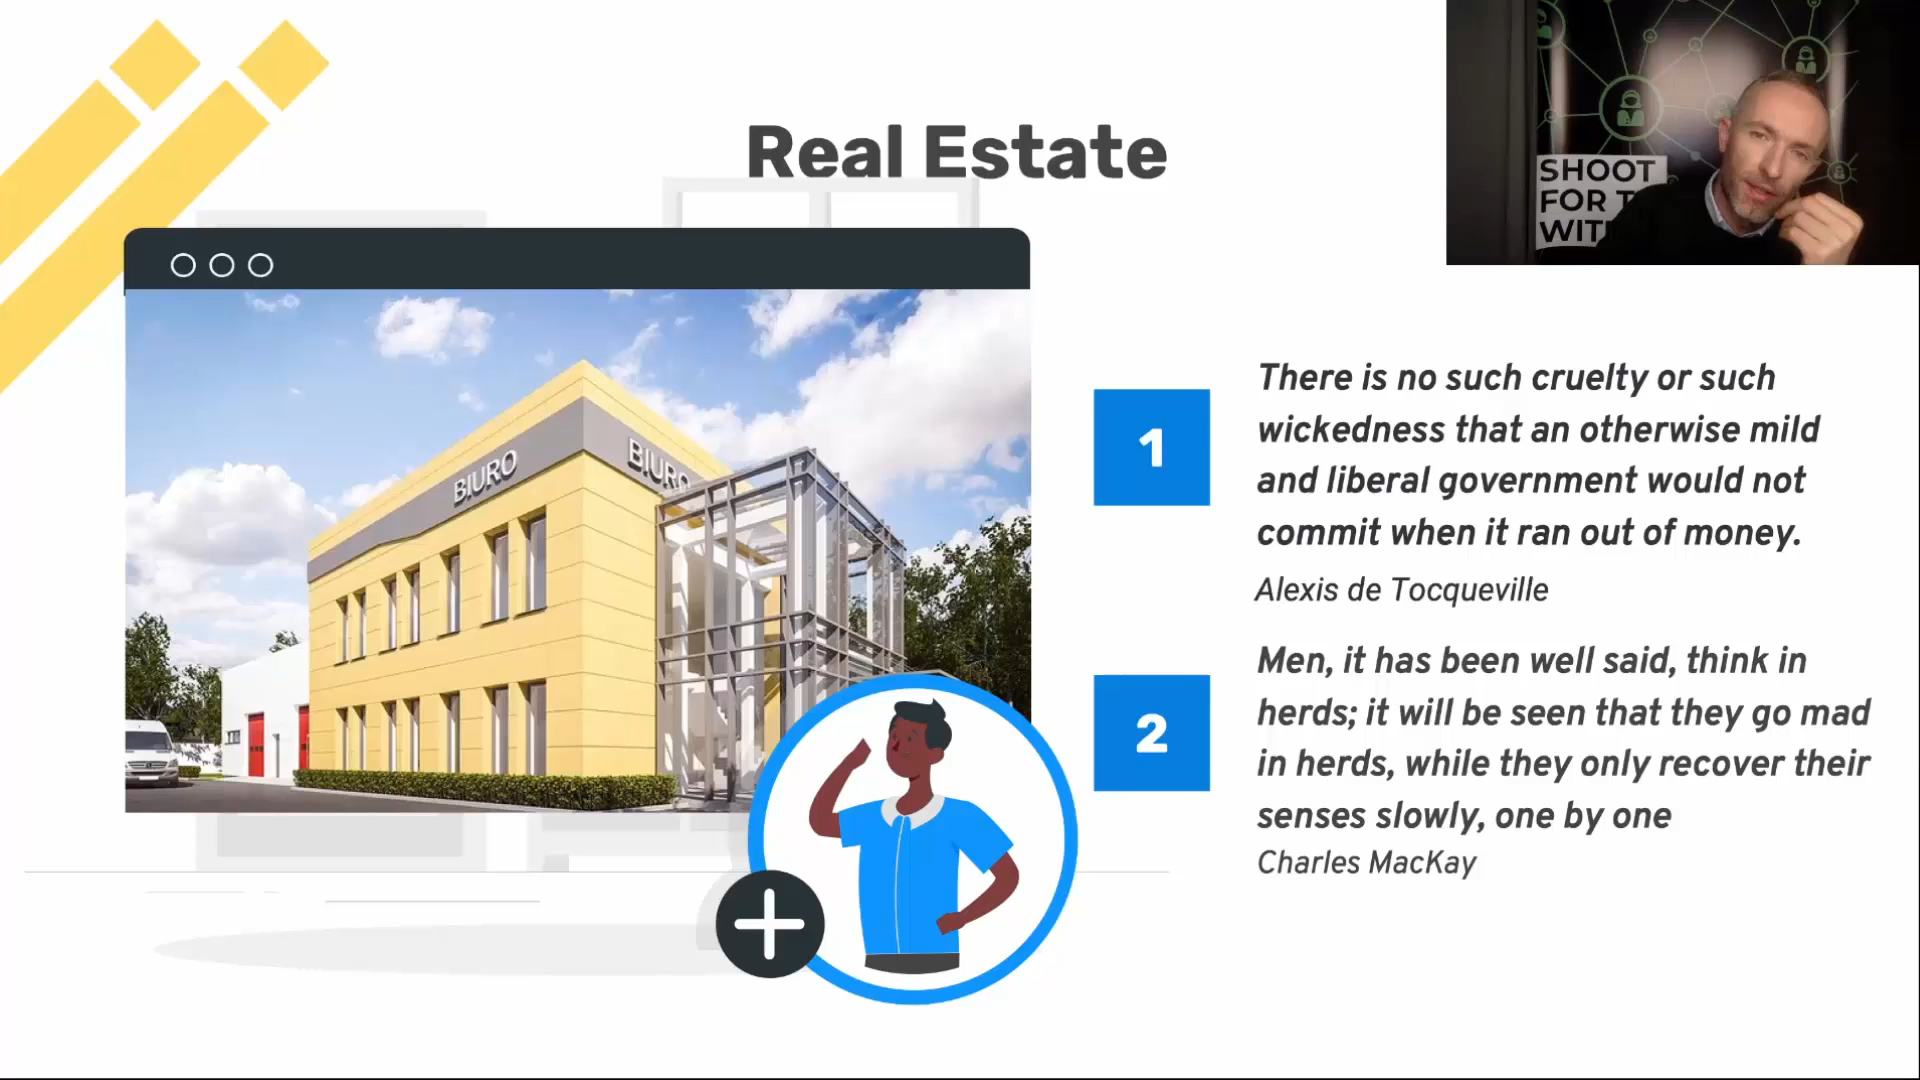 Real Estate
SHOOT
FOR T
WIT
BIURO
BIURO
1
There is no such cruelty or such
wickedness that an otherwise mild
and liberal government would not
commit when it ran out of money.
Alexis de Tocqueville
2
Men, it has been well said, think in
herds; it will be seen that they go mad
in herds, while they only recover their
senses slowly, one by one
Charles MacKay